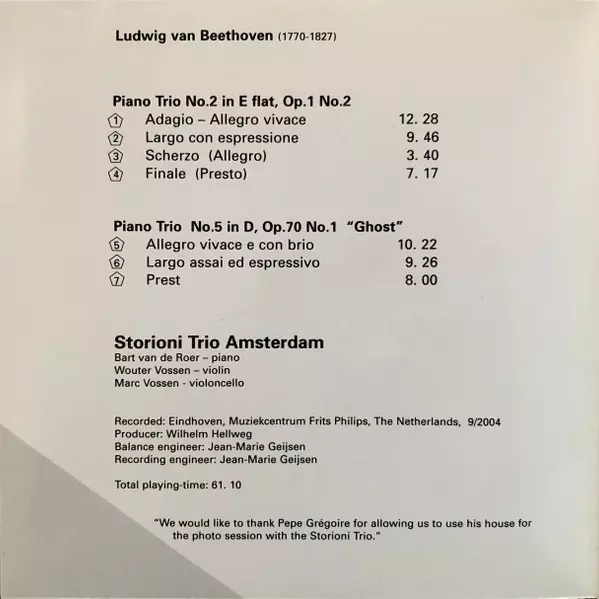 Ludwig van Beethoven (1770-1827)
Piano Trio No.2 in E flat, Op.1 No.2
1 Adagio – Allegro vivace 12. 28
2 Largo con espressione 9. 46
3 Scherzo (Allegro) 3. 40
4 Finale (Presto) 7. 17
Piano Trio No.5 in D, Op.70 No.1 “Ghost”
5 Allegro vivace e con brio 10. 22
6 Largo assai ed espressivo 9. 26
7 Prest 8. 00
Storioni Trio Amsterdam
Bart van de Roer – piano
Wouter Vossen – violin
Marc Vossen - violoncello
Recorded: Eindhoven, Muziekcentrum Frits Philips, The Netherlands, 9/2004
Producer: Wilhelm Hellweg
Balance engineer: Jean-Marie Geijsen
Recording engineer: Jean-Marie Geijsen
Total playing-time: 61. 10
“We would like to thank Pepe Grégoire for allowing us to use his house for
the photo session with the Storioni Trio.”